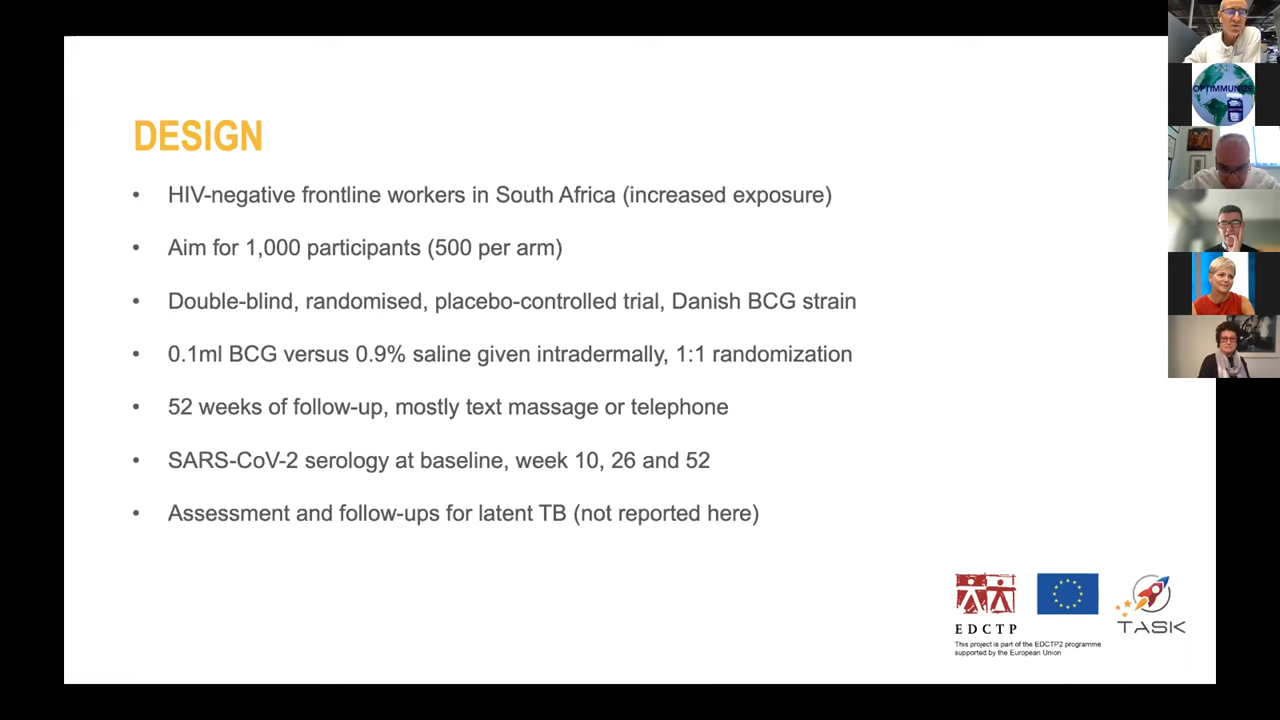 DESIGN
• HIV-negative frontline workers in South Africa (increased exposure)
• Aim for 1,000 participants (500 per arm)
• Double-blind, randomised, placebo-controlled trial, Danish BCG strain
• 0.1ml BCG versus 0.9% saline given intradermally, 1:1 randomization
• 52 weeks of follow-up, mostly text massage or telephone
• SARS-CoV-2 serology at baseline, week 10, 26 and 52
• Assessment and follow-ups for latent TB (not reported here)
EDCTP
TASK
This project is part of the EDCTP2 programme
supported by the European Union
OPTIMMUNIZE